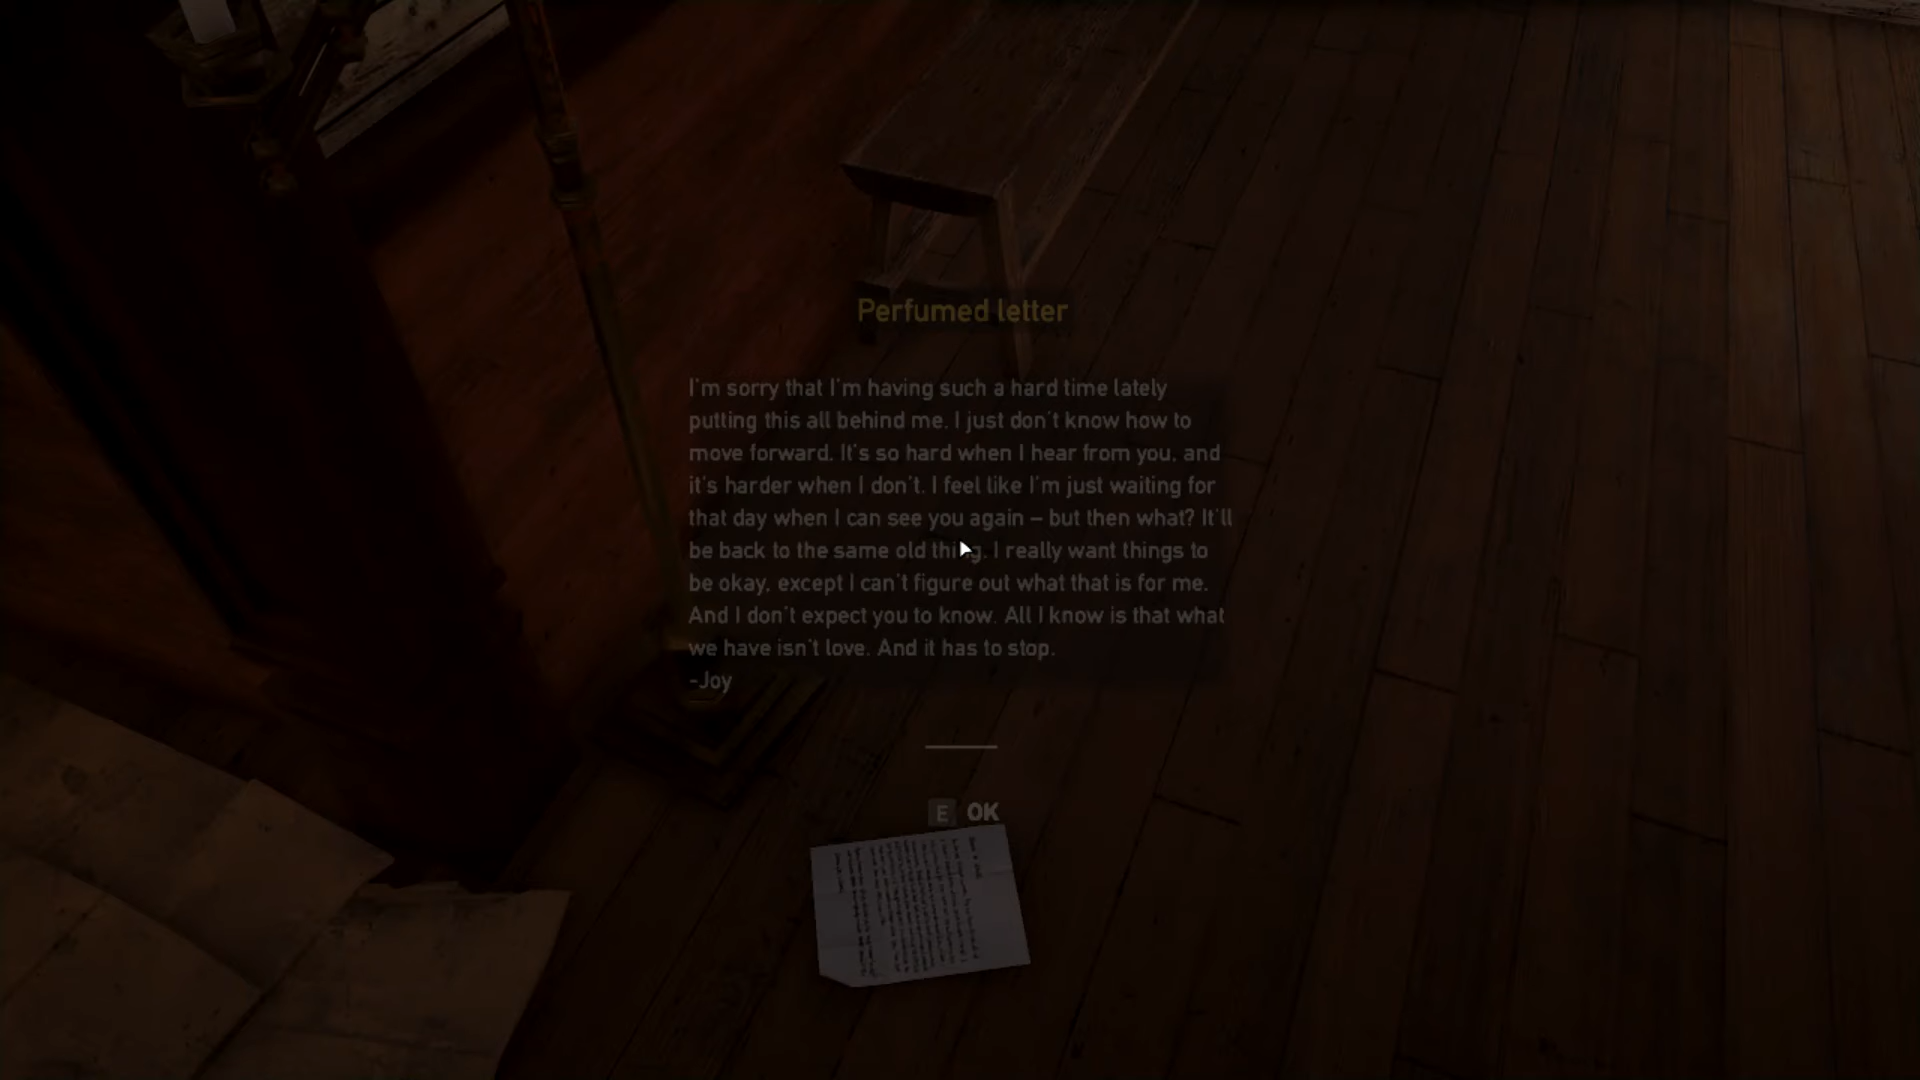 Perfumed letter
I'm sorry that I'm having such a hard time lately
putting this all behind me. I just don't know how to
move forward. It's so hard when I hear from you, and
it's harder when I don't. I feel like I'm just waiting for
that day when I can see you again – but then what? It'll
be back to the same old thing. I really want things to
be okay, except I can't figure out what that is for me.
And I don't expect you to know. All I know is that what
we have isn't love. And it has to stop.
-Joy
E OK